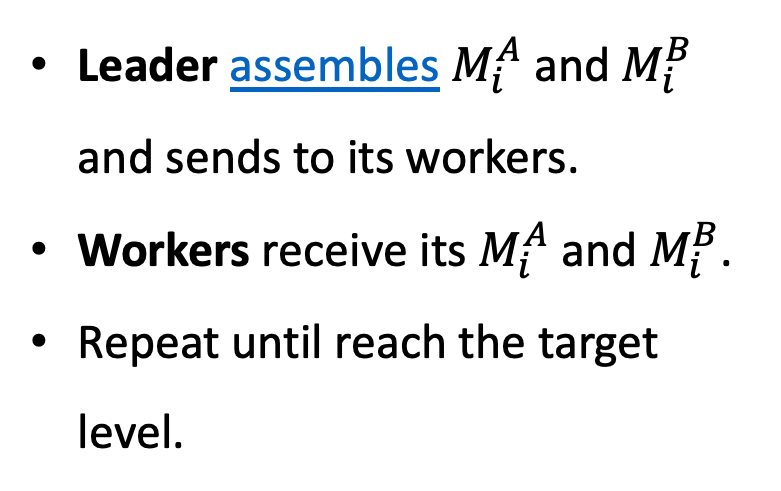 • Leader assembles $M_i^A$ and $M_i^B$
and sends to its workers.
• Workers receive its $M_i^A$ and $M_i^B$.
• Repeat until reach the target
level.